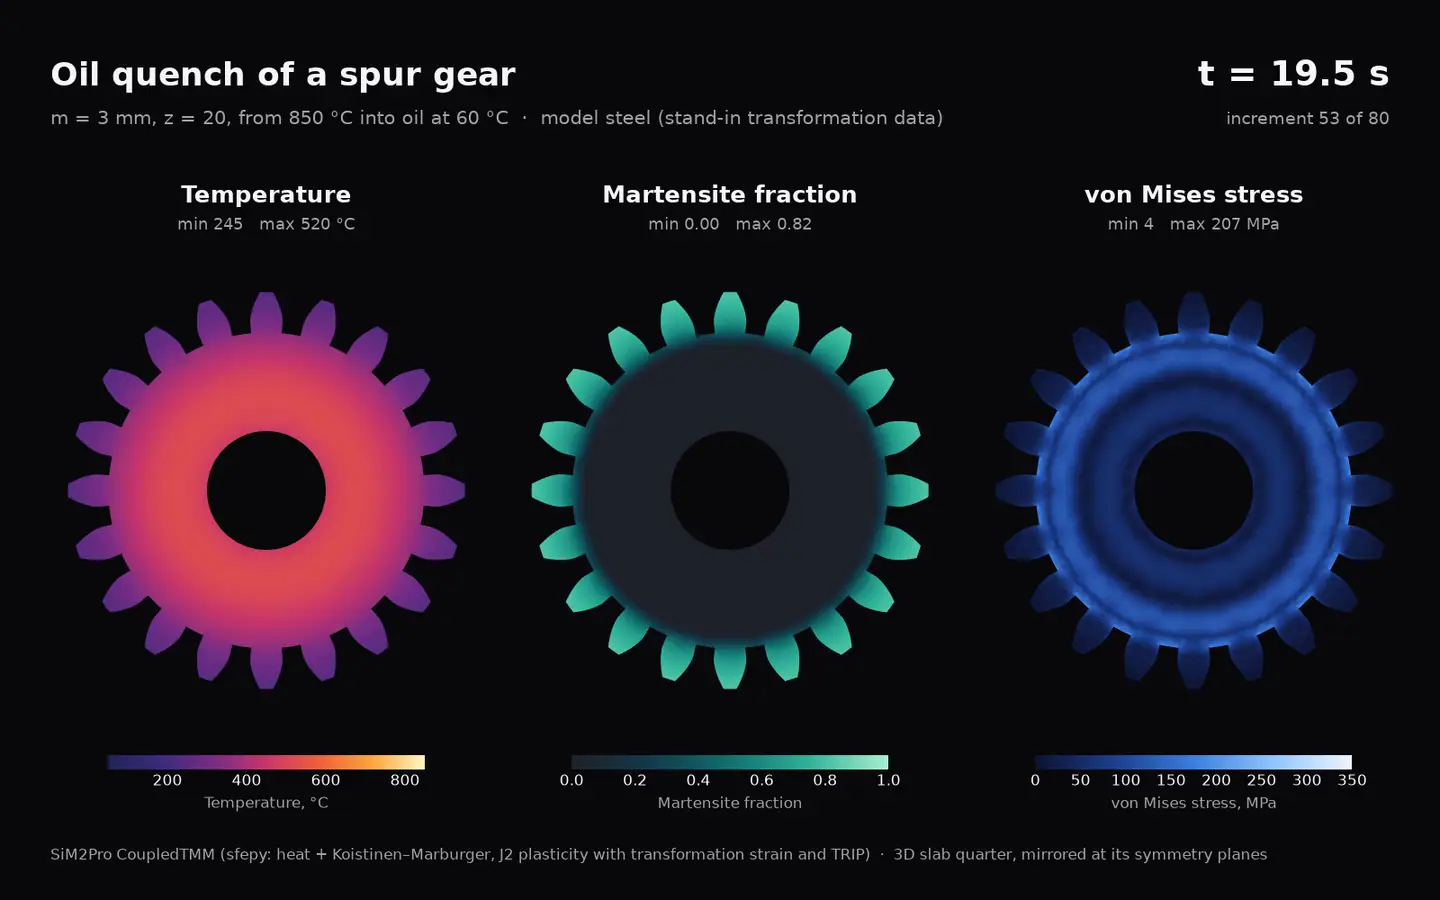 Oil quench of a spur gear
t = 19.5 s
m = 3 mm, z = 20, from 850 °C into oil at 60 °C · model steel (stand-in transformation data)
increment 53 of 80
Temperature
min 245 max 520 °C
Martensite fraction
min 0.00 max 0.82
von Mises stress
min 4 max 207 MPa
200 400 600 800
Temperature, °C
0.0 0.2 0.4 0.6 0.8 1.0
Martensite fraction
0 50 100 150 200 250 300 350
von Mises stress, MPa
SiM2Pro CoupledTMM (sfepy: heat + Koistinen–Marburger, J2 plasticity with transformation strain and TRIP) · 3D slab quarter, mirrored at its symmetry planes